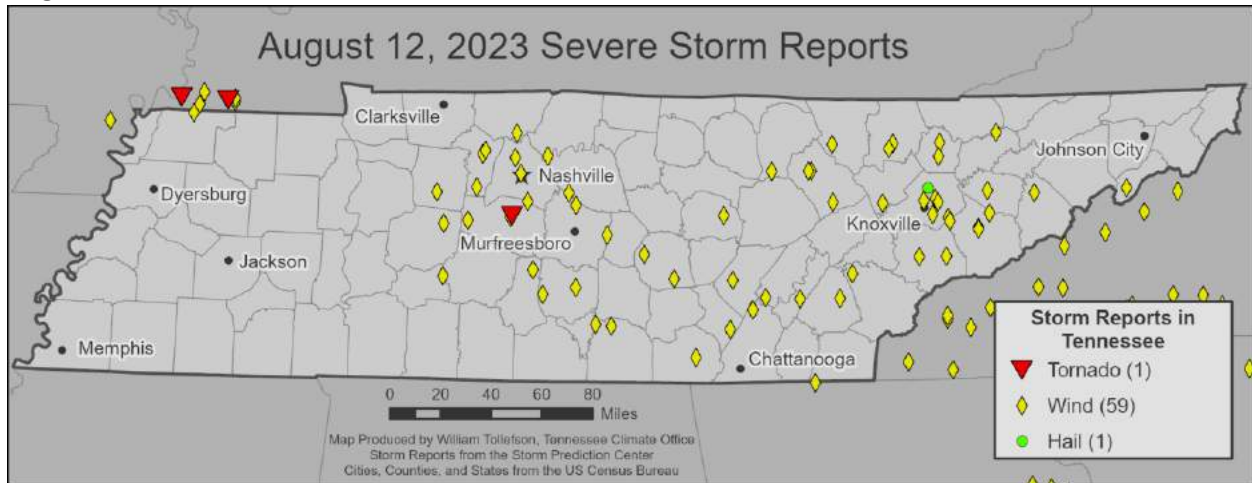 August 12, 2023 Severe Storm Reports
Clarksville
Johnson City
Nashville
Dyersburg
Knoxville
Murfreesboro
Jackson
Memphis
Chattanooga
0 20 40 60 80
Miles
Map Produced by William Tollefson, Tennessee Climate Office
Storm Reports from the Storm Prediction Center
Cities, Counties, and States from the US Census Bureau
Storm Reports in
Tennessee
Tornado (1)
Wind (59)
Hail (1)